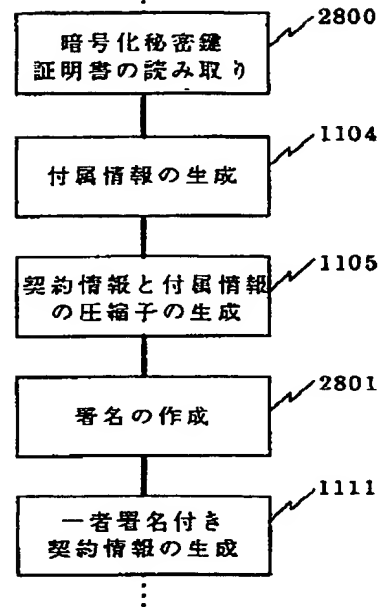 2800
暗号化秘密鍵
証明書の読み取り
1104
付属情報の生成
1105
契約情報と付属情報
の圧縮子の生成
2801
署名の作成
1111
一者署名付き
契約情報の生成